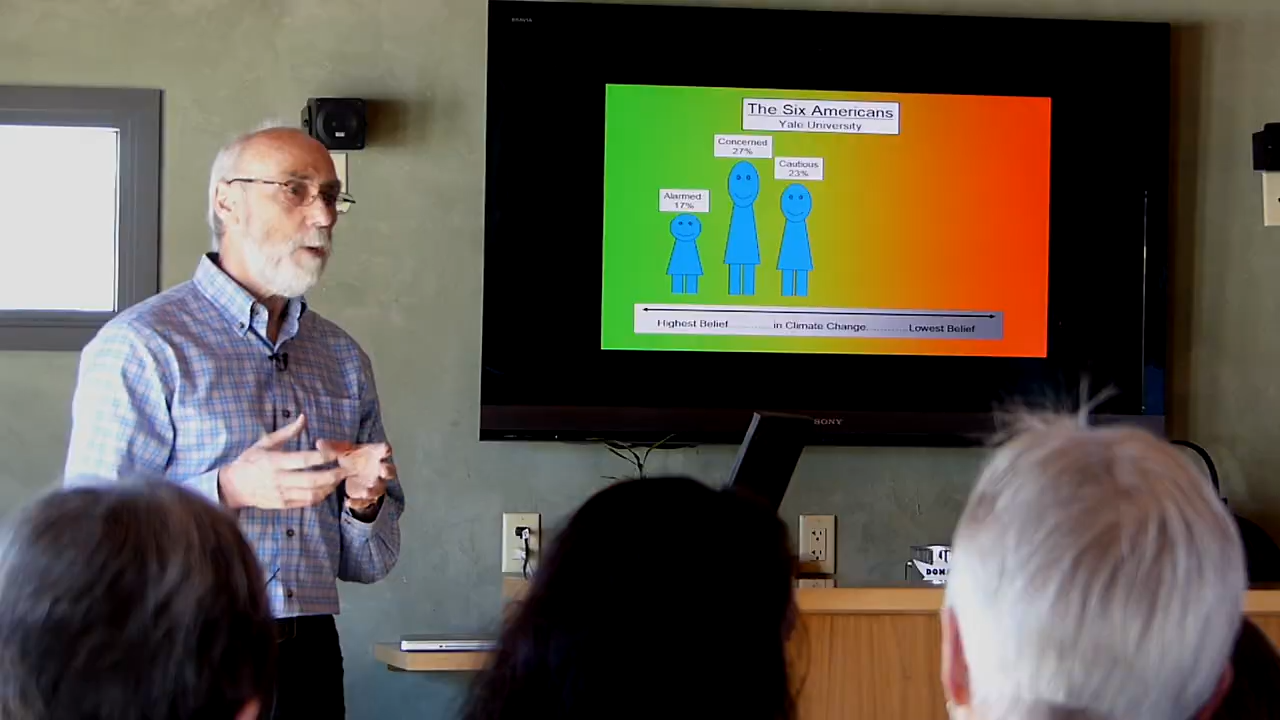 BRAVIA
The Six Americans
Yale University
Concerned
27%
Cautious
23%
Alarmed
17%
Highest Belief.............in Climate Change............Lowest Belief
SONY